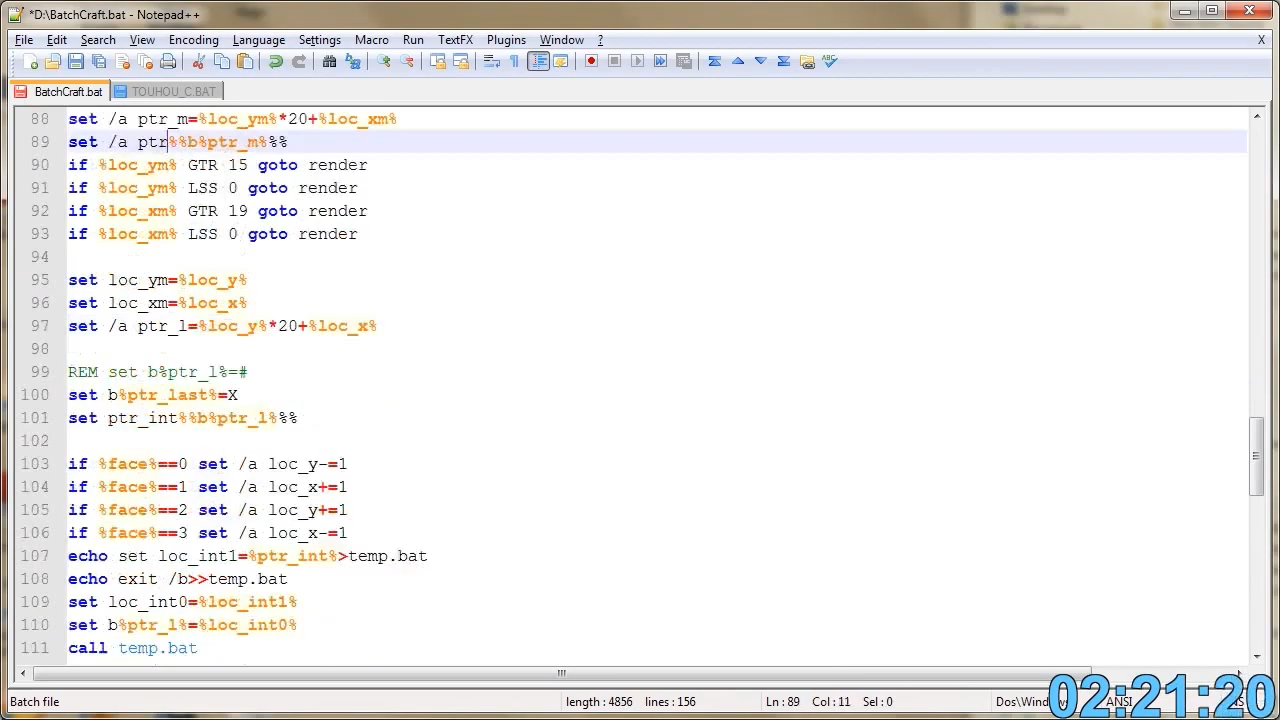 *D:\BatchCraft.bat - Notepad++
File Edit Search View Encoding Language Settings Macro Run TextFX Plugins Window ? X
BatchCraft.bat TOUHOU_C.BAT
88 set /a ptr_m=%loc_ym%*20+%loc_xm%
89 set /a ptr%%b%ptr_m%%%
90 if %loc_ym% GTR 15 goto render
91 if %loc_ym% LSS 0 goto render
92 if %loc_xm% GTR 19 goto render
93 if %loc_xm% LSS 0 goto render
94
95 set loc_ym=%loc_y%
96 set loc_xm=%loc_x%
97 set /a ptr_l=%loc_y%*20+%loc_x%
98
99 REM set b%ptr_l%=#
100 set b%ptr_last%=X
101 set ptr_int%%b%ptr_l%%%
102
103 if %face%==0 set /a loc_y-=1
104 if %face%==1 set /a loc_x+=1
105 if %face%==2 set /a loc_y+=1
106 if %face%==3 set /a loc_x-=1
107 echo set loc_int1=%ptr_int%>temp.bat
108 echo exit /b>>temp.bat
109 set loc_int0=%loc_int1%
110 set b%ptr_l%=%loc_int0%
111 call temp.bat
Batch file length : 4856 lines : 156 Ln : 89 Col : 11 Sel : 0 Dos\Wind ANSI
02:21:20